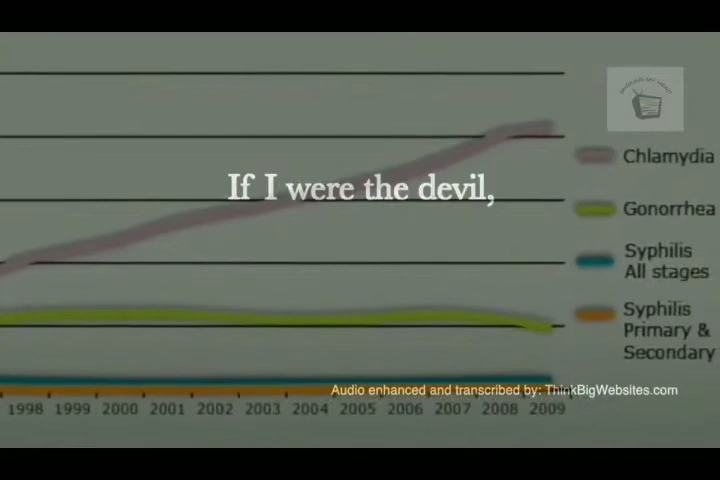 If I were the devil,
Chlamydia
Gonorrhea
Syphilis
All stages
Syphilis
Primary &
Secondary
Audio enhanced and transcribed by: ThinkBigWebsites.com
1998 1999 2000 2001 2002 2003 2004 2005 2006 2007 2008 2009